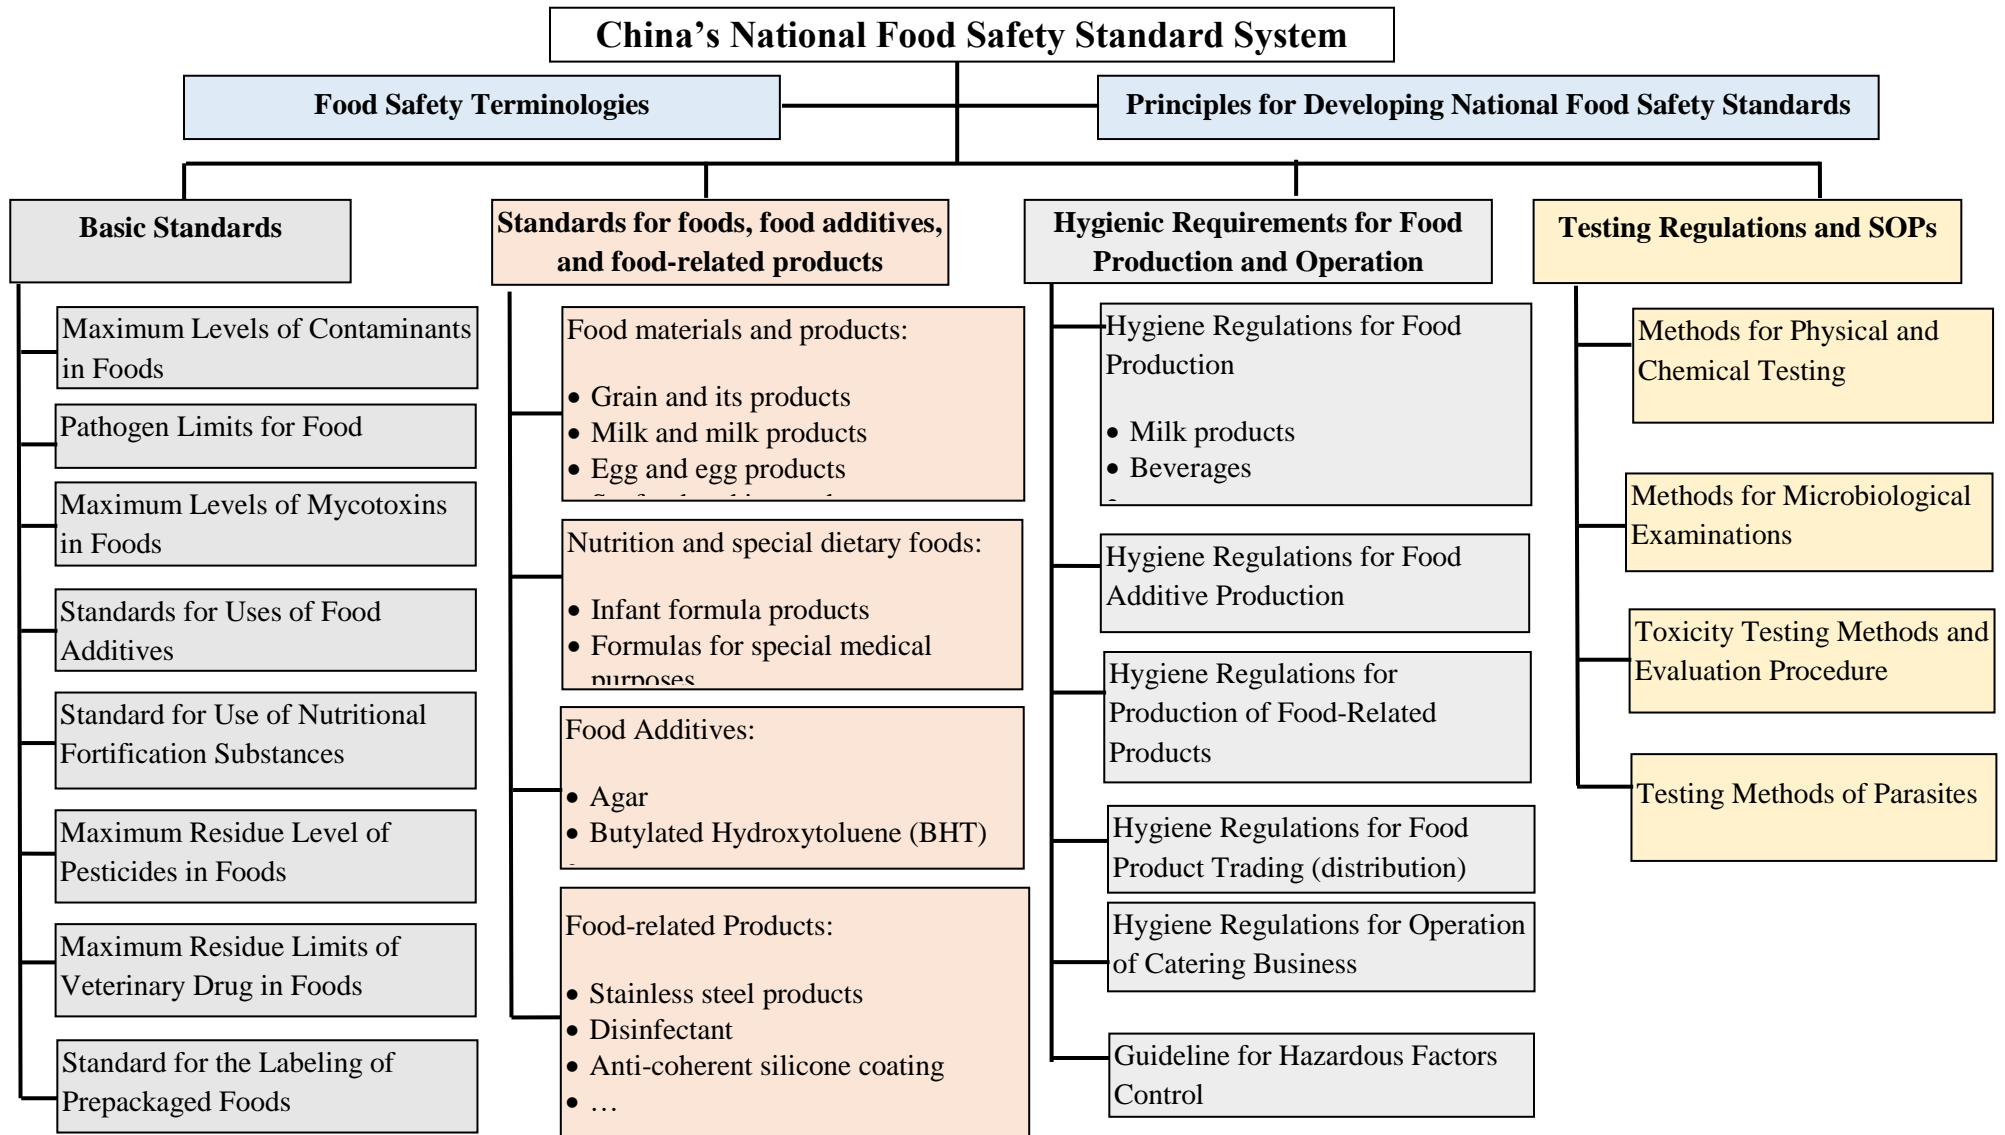 China’s National Food Safety Standard System
Food Safety Terminologies
Principles for Developing National Food Safety Standards
Basic Standards
Maximum Levels of Contaminants
in Foods
Pathogen Limits for Food
Maximum Levels of Mycotoxins
in Foods
Standards for Uses of Food
Additives
Standard for Use of Nutritional
Fortification Substances
Maximum Residue Level of
Pesticides in Foods
Maximum Residue Limits of
Veterinary Drug in Foods
Standard for the Labeling of
Prepackaged Foods
Standards for foods, food additives,
and food-related products
Food materials and products:
• Grain and its products
• Milk and milk products
• Egg and egg products
Nutrition and special dietary foods:
• Infant formula products
• Formulas for special medical
purposes
Food Additives:
• Agar
• Butylated Hydroxytoluene (BHT)
Food-related Products:
• Stainless steel products
• Disinfectant
• Anti-coherent silicone coating
• …
Hygienic Requirements for Food
Production and Operation
Hygiene Regulations for Food
Production
• Milk products
• Beverages
Hygiene Regulations for Food
Additive Production
Hygiene Regulations for
Production of Food-Related
Products
Hygiene Regulations for Food
Product Trading (distribution)
Hygiene Regulations for Operation
of Catering Business
Guideline for Hazardous Factors
Control
Testing Regulations and SOPs
Methods for Physical and
Chemical Testing
Methods for Microbiological
Examinations
Toxicity Testing Methods and
Evaluation Procedure
Testing Methods of Parasites